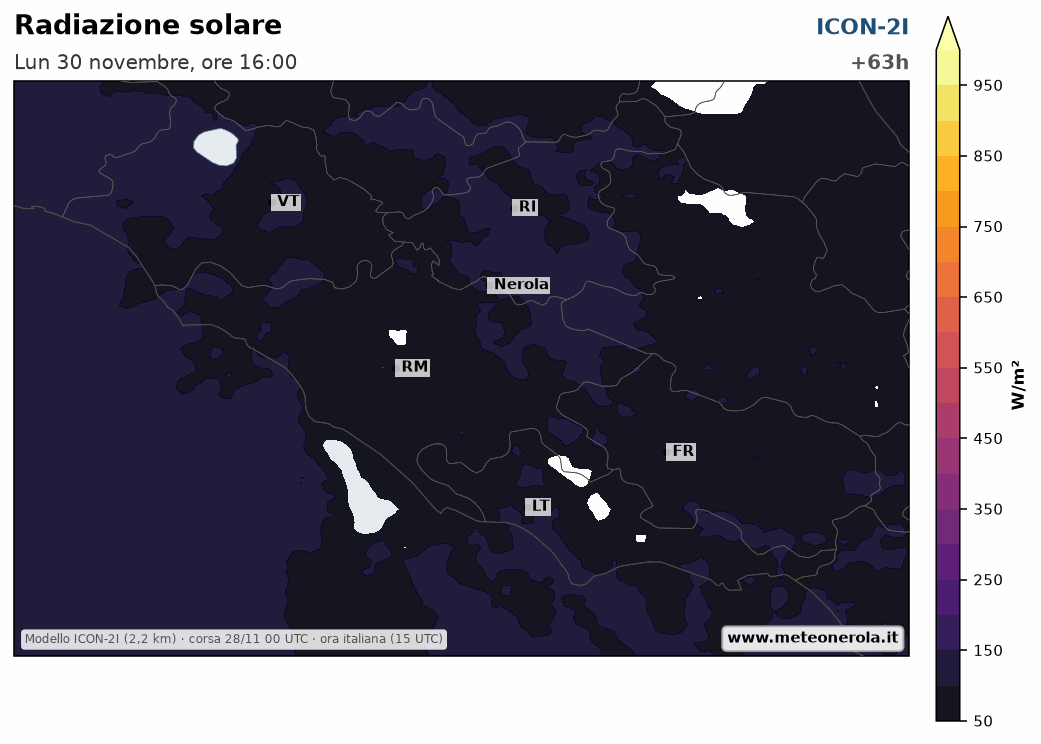 Radiazione solare
ICON-2I
Lun 30 novembre, ore 16:00
+63h
VT
RI
Nerola
RM
FR
LT
950
850
750
650
550
450
350
250
150
50
W/m²
Modello ICON-2I (2,2 km) · corsa 28/11 00 UTC · ora italiana (15 UTC)
www.meteonerola.it